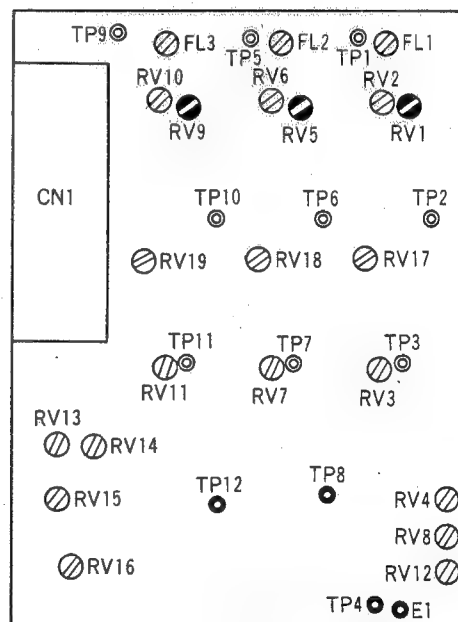 TP9 FL3 TP5 FL2 TP1 FL1
RV10 RV6 RV2
RV9 RV5 RV1
CN1 TP10 TP6 TP2
RV19 RV18 RV17
TP11 TP7 TP3
RV11 RV7 RV3
RV13
RV14
RV15 TP12 TP8 RV4
RV8
RV16 RV12
TP4 E1